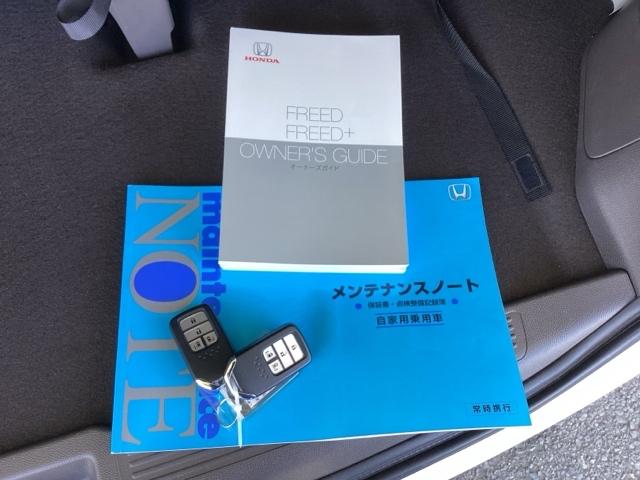 HONDA
FREED
FREED+
OWNER'S GUIDE
オーナーズガイド
メンテナンスノート
● 保証書・点検整備記録簿 ●
自家用乗用車
常時携行
NOTE